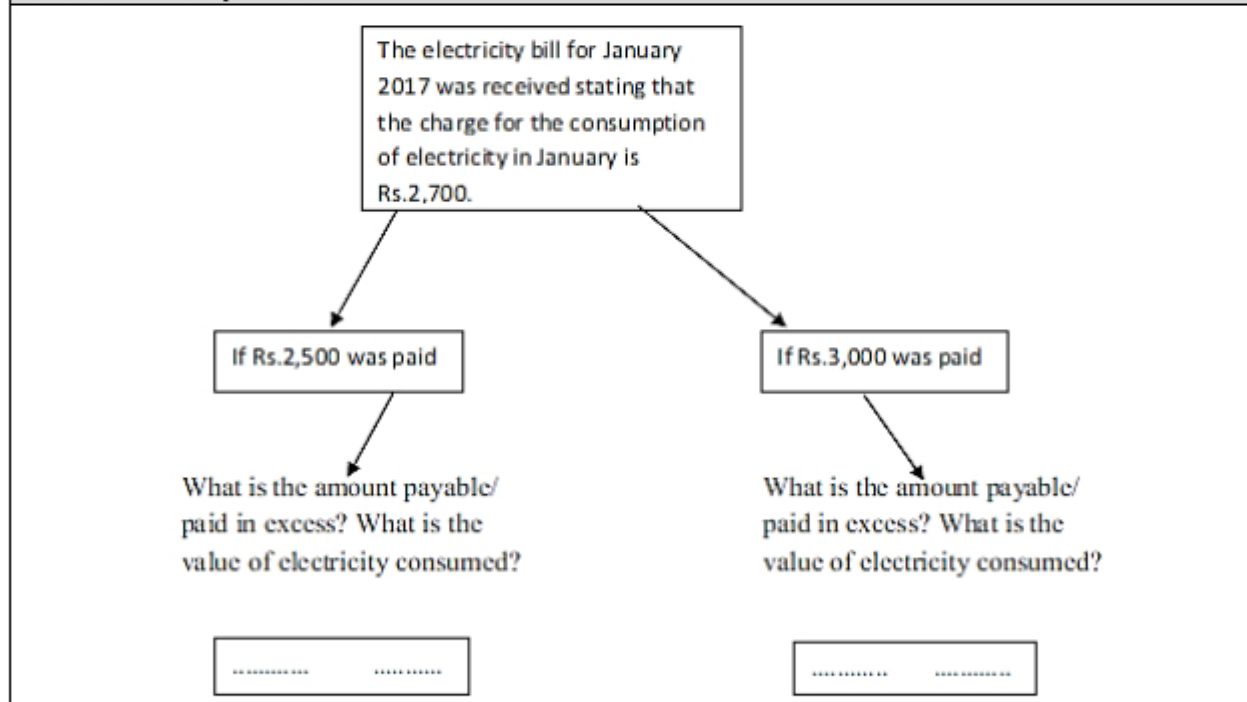 The electricity bill for January
2017 was received stating that
the charge for the consumption
of electricity in January is
Rs.2,700.
If Rs.2,500 was paid
If Rs.3,000 was paid
What is the amount payable/
paid in excess? What is the
value of electricity consumed?
What is the amount payable/
paid in excess? What is the
value of electricity consumed?
............ ...........
............ ............